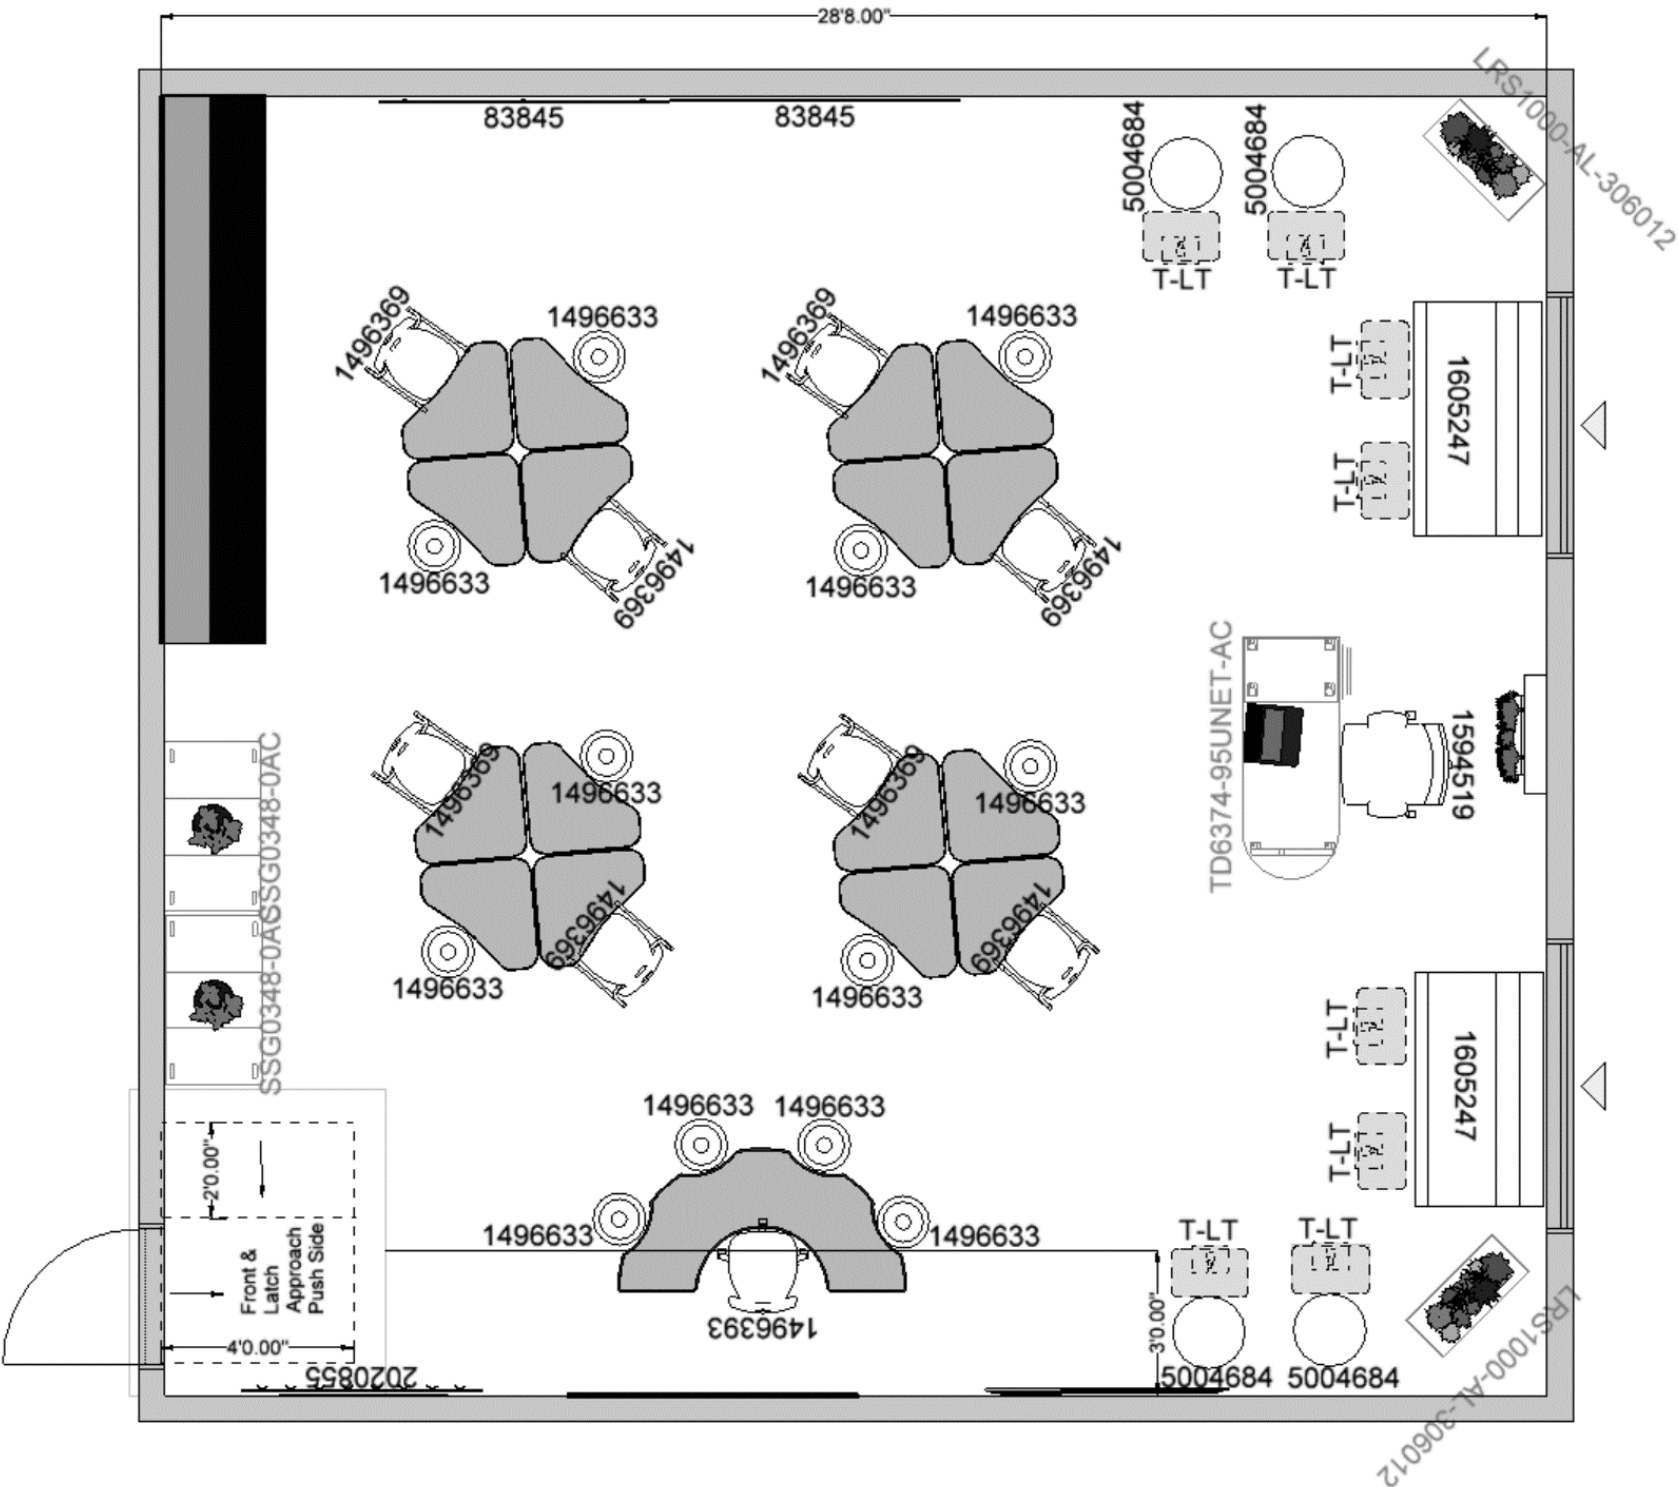 28'8.00"
LRS1000-AL-306012
83845
83845
5004684
5004684
T-LT
T-LT
1496369
1496633
1496369
1496633
T-LT
1605247
T-LT
1496633
1496369
1496633
1496369
TD6374-95UNET-AC
1594519
1496369
1496633
1496369
1496633
SSG0348-0AC
SSG0348-0AC
1496369
1496633
1496369
1496633
T-LT
1605247
T-LT
1496633
1496633
1496633
1496633
1496393
2'0.00"
Front &
Latch
Approach
Push Side
4'0.00"
2020855
3'0.00"
T-LT
T-LT
5004684
5004684
LRS1000-AL-306012